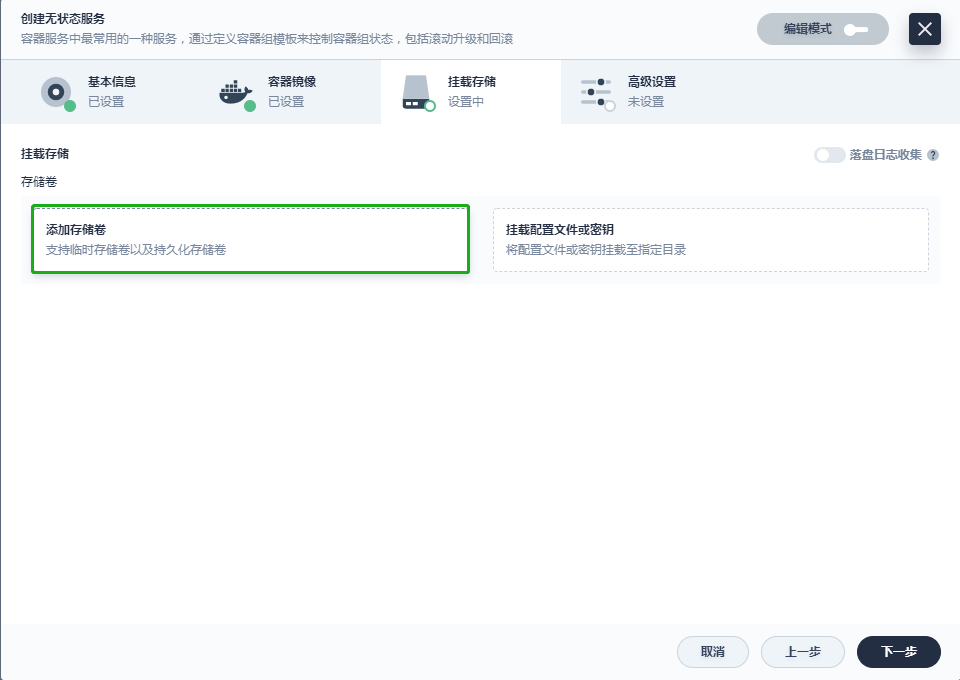 创建无状态服务
容器服务中最常用的一种服务，通过定义容器组模板来控制容器组状态，包括滚动升级和回滚
编辑模式
基本信息
已设置
容器镜像
已设置
挂载存储
设置中
高级设置
未设置
挂载存储
落盘日志收集 ?
存储卷
添加存储卷
支持临时存储卷以及持久化存储卷
挂载配置文件或密钥
将配置文件或密钥挂载至指定目录
取消
上一步
下一步